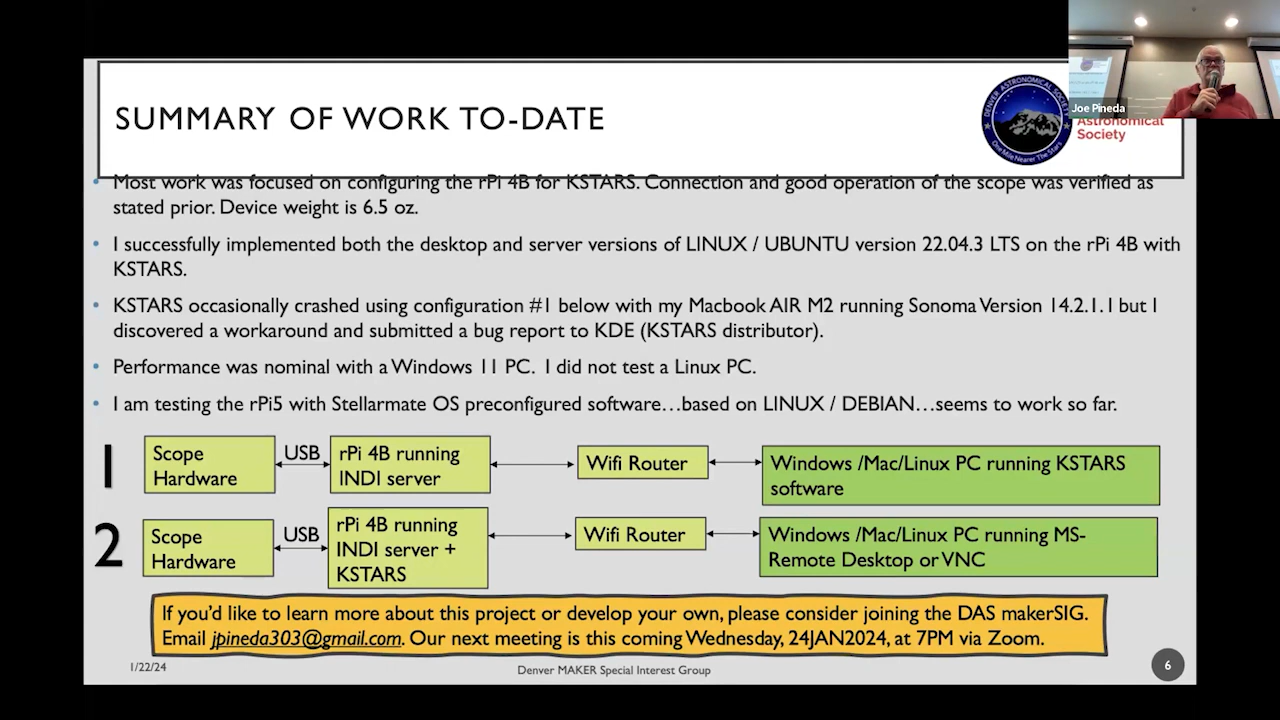 SUMMARY OF WORK TO-DATE
DENVER ASTRONOMICAL SOCIETY
One Mile Nearer The Stars
Joe Pineda
Astronomical
Society
• Most work was focused on configuring the rPi 4B for KSTARS. Connection and good operation of the scope was verified as
stated prior. Device weight is 6.5 oz.
• I successfully implemented both the desktop and server versions of LINUX / UBUNTU version 22.04.3 LTS on the rPi 4B with
KSTARS.
• KSTARS occasionally crashed using configuration #1 below with my Macbook AIR M2 running Sonoma Version 14.2.1.1 but I
discovered a workaround and submitted a bug report to KDE (KSTARS distributor).
• Performance was nominal with a Windows 11 PC. I did not test a Linux PC.
• I am testing the rPi5 with Stellarmate OS preconfigured software...based on LINUX / DEBIAN...seems to work so far.
1
Scope
Hardware
USB
rPi 4B running
INDI server
Wifi Router
Windows /Mac/Linux PC running KSTARS
software
2
Scope
Hardware
USB
rPi 4B running
INDI server +
KSTARS
Wifi Router
Windows /Mac/Linux PC running MS-
Remote Desktop or VNC
If you'd like to learn more about this project or develop your own, please consider joining the DAS makerSIG.
Email jpineda303@gmail.com. Our next meeting is this coming Wednesday, 24JAN2024, at 7PM via Zoom.
1/22/24
Denver MAKER Special Interest Group
6